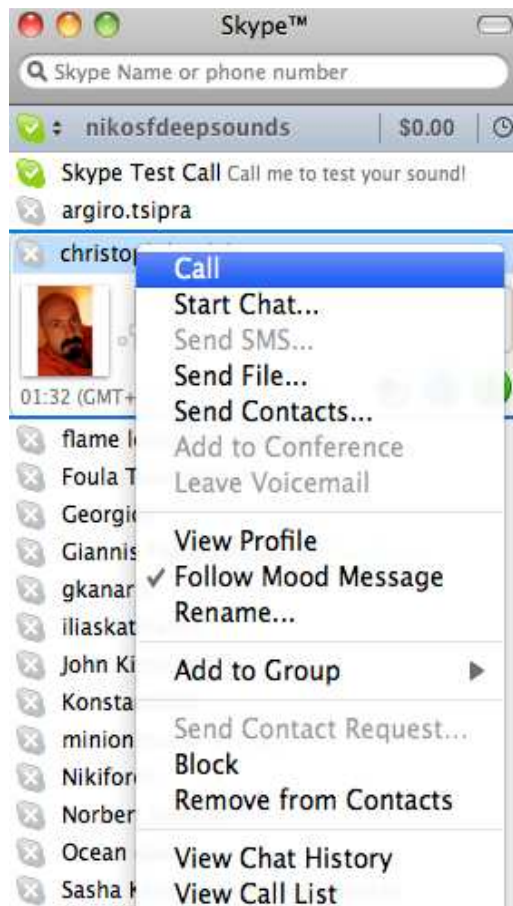 Skype™
Skype Name or phone number
nikosfdeepsounds $0.00
Skype Test Call Call me to test your sound!
argiro.tsipra
Call
Start Chat...
Send SMS...
Send File...
01:32 (GMT+
Send Contacts...
flame
Add to Conference
Foula T
Leave Voicemail
Georgi
View Profile
Giannis
✓ Follow Mood Message
gkanar
Rename...
iliaskat
John Ki
Add to Group
Konsta
Send Contact Request...
minion
Block
Nikifor
Remove from Contacts
Norber
Ocean
View Chat History
Sasha
View Call List